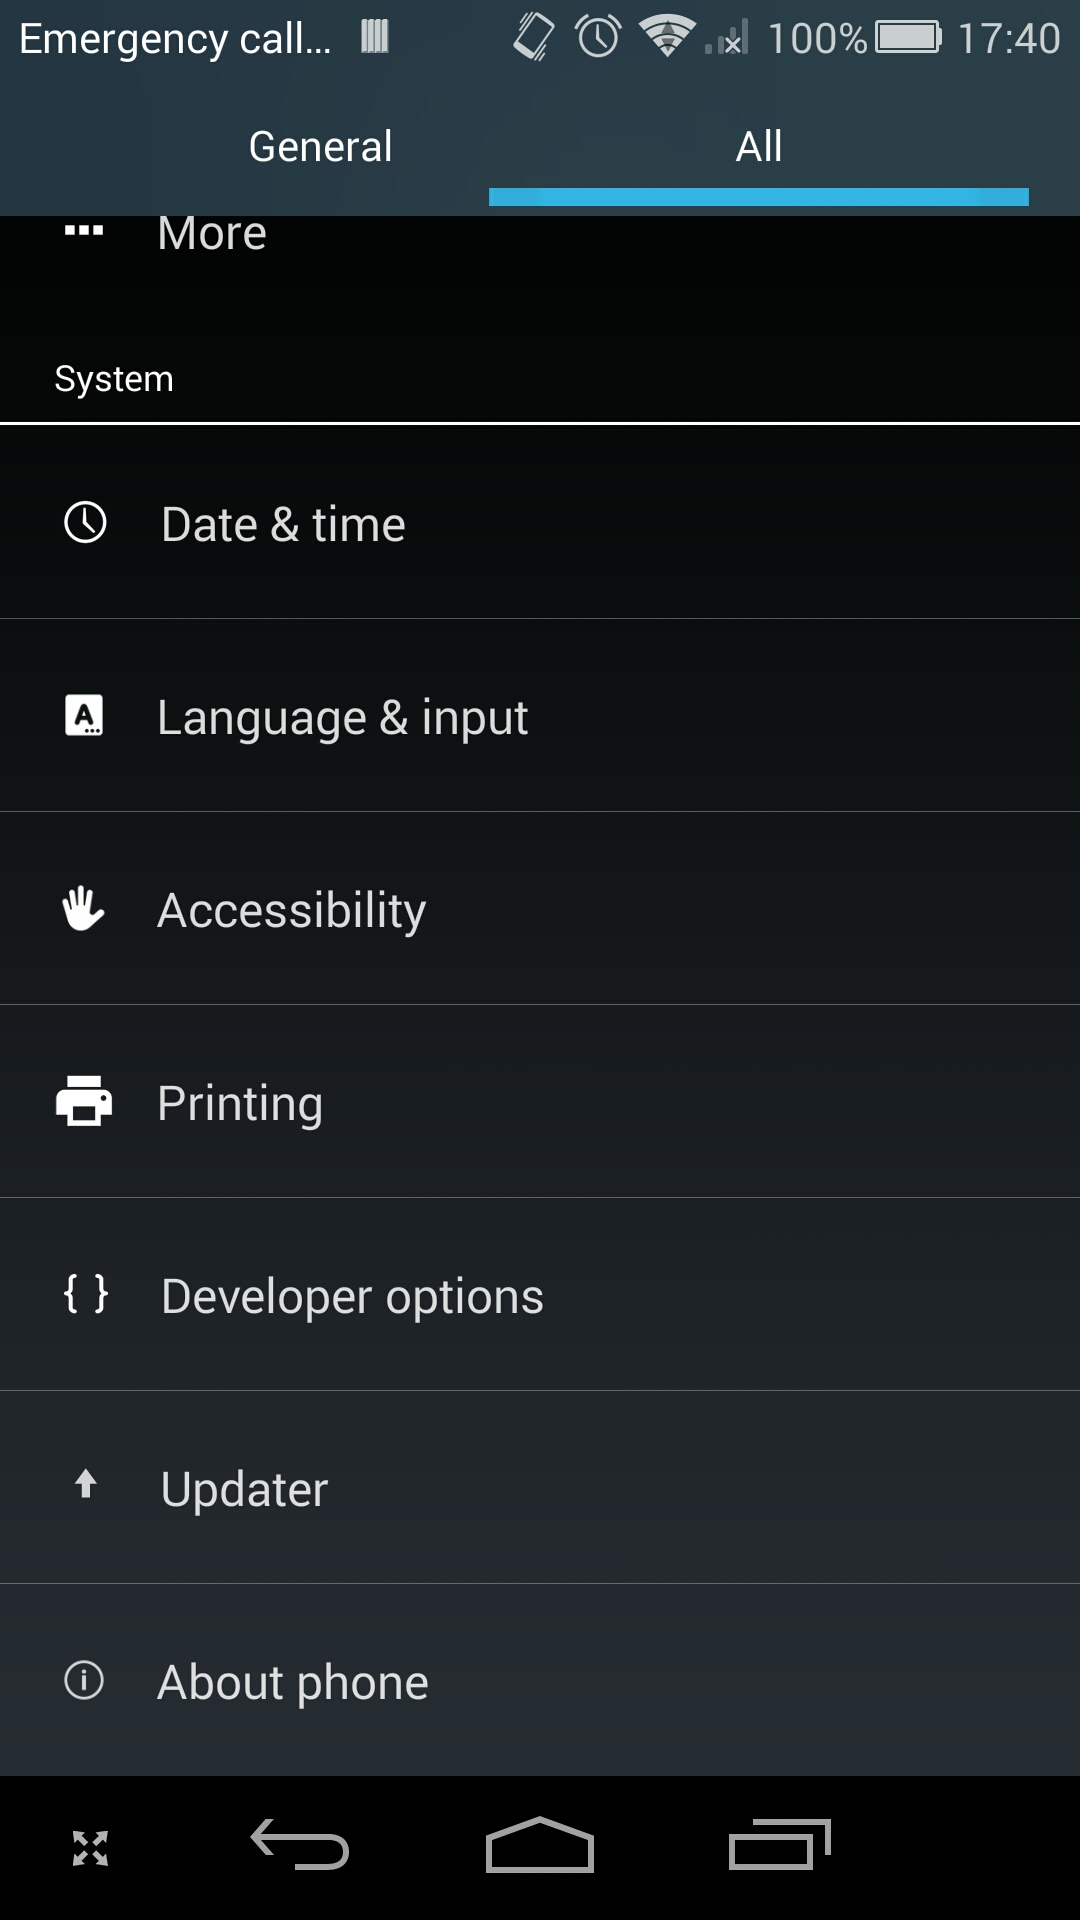 Emergency call... 100% 17:40
General All
More
System
Date & time
Language & input
Accessibility
Printing
Developer options
Updater
About phone